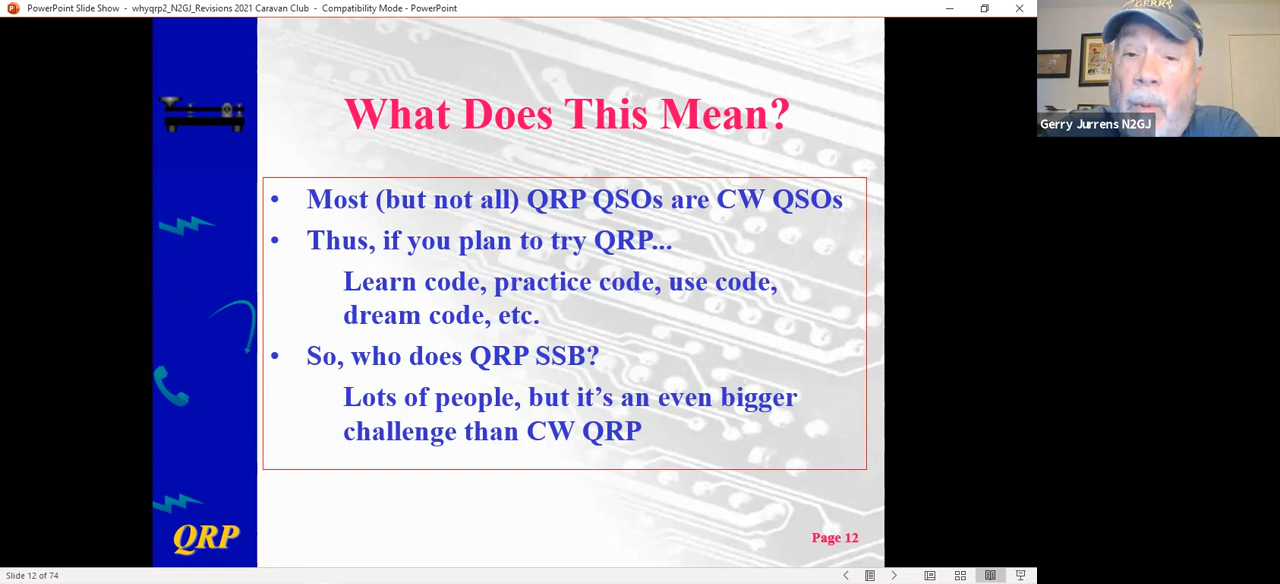 PowerPoint Slide Show - whyqrp2_N2GJ_Revisions 2021 Caravan Club - Compatibility Mode - PowerPoint
GERRY
Gerry Jurrens N2GJ
What Does This Mean?
• Most (but not all) QRP QSOs are CW QSOs
• Thus, if you plan to try QRP...
Learn code, practice code, use code,
dream code, etc.
• So, who does QRP SSB?
Lots of people, but it’s an even bigger
challenge than CW QRP
QRP
Page 12
Slide 12 of 74